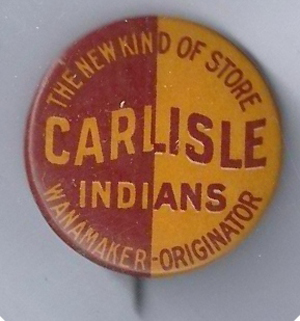 THE NEW KIND OF STORE
CARLISLE
INDIANS
WANAMAKER-ORIGINATOR